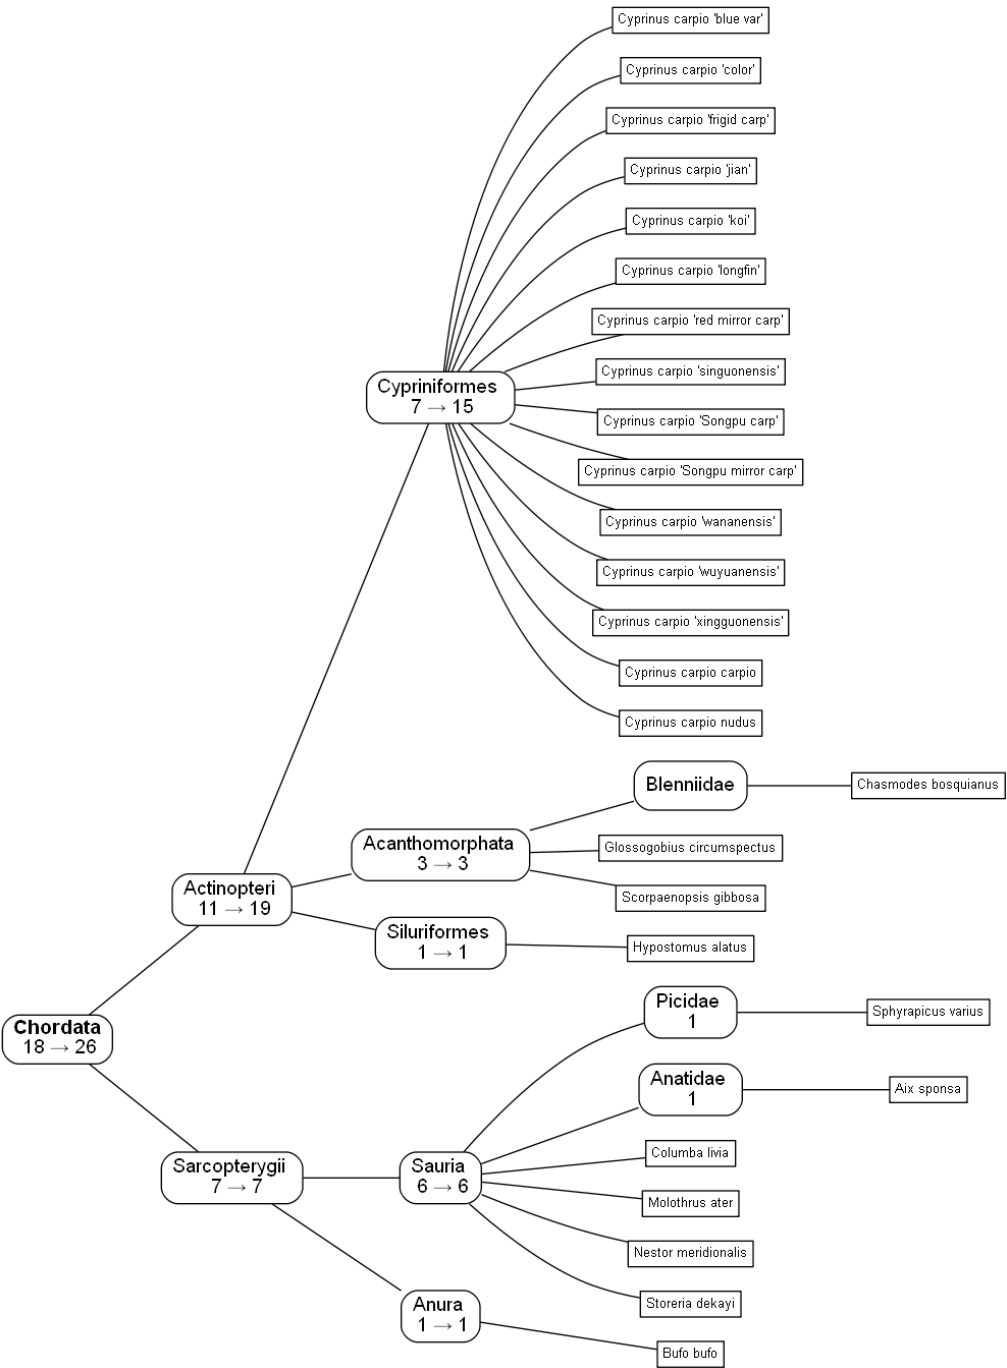 Cyprinus carpio 'blue var'
Cyprinus carpio 'color'
Cyprinus carpio 'frigid carp'
Cyprinus carpio 'jian'
Cyprinus carpio 'koi'
Cyprinus carpio 'longfin'
Cyprinus carpio 'red mirror carp'
Cyprinus carpio 'singuonensis'
Cypriniformes
7 → 15
Cyprinus carpio 'Songpu carp'
Cyprinus carpio 'Songpu mirror carp'
Cyprinus carpio 'wananensis'
Cyprinus carpio 'wuyuanensis'
Cyprinus carpio 'xingguonensis'
Cyprinus carpio carpio
Cyprinus carpio nudus
Blenniidae
Chasmodes bosquianus
Acanthomorphata
3 → 3
Glossogobius circumspectus
Scorpaenopsis gibbosa
Actinopteri
11 → 19
Siluriformes
1 → 1
Hypostomus alatus
Picidae
1
Sphyrapicus varius
Chordata
18 → 26
Anatidae
1
Aix sponsa
Columba livia
Sarcopterygii
7 → 7
Sauria
6 → 6
Molothrus ater
Nestor meridionalis
Storeria dekayi
Anura
1 → 1
Bufo bufo